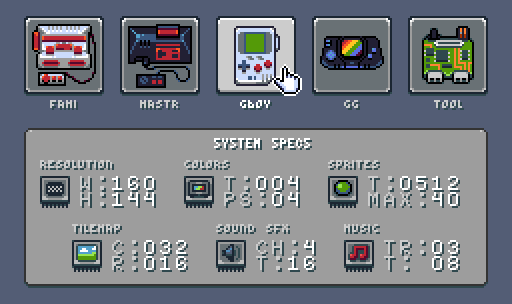 FAMI MASTR GBOY GG TOOL
SYSTEM SPECS
RESOLUTION COLORS SPRITES
W:160 T:004 T:0512
H:144 PS:04 MAX:40
TILEMAP SOUND SFX MUSIC
C:032 CH:4 TR:03
R:016 T:16 T: 08